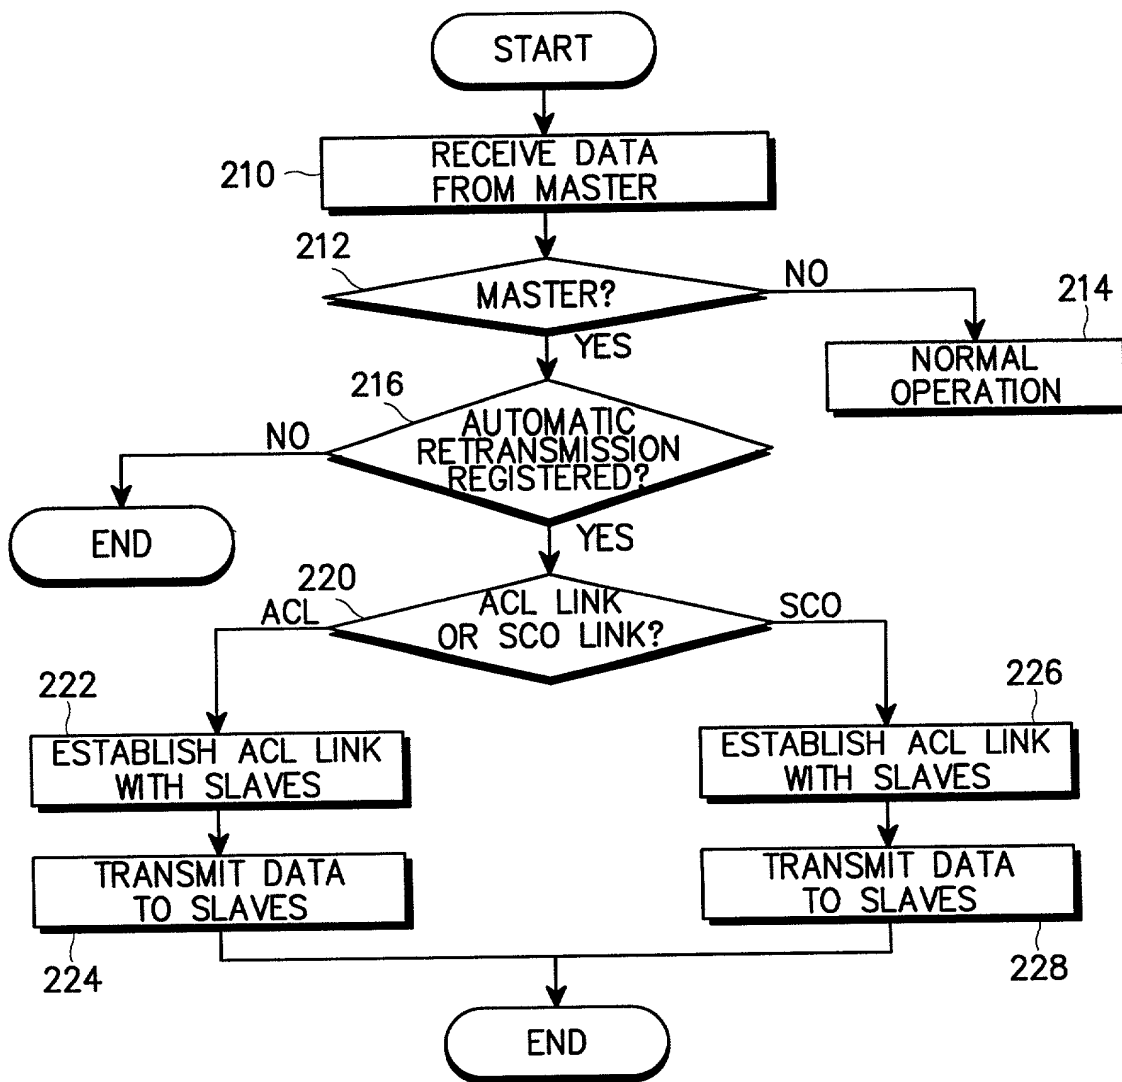 START
210
RECEIVE DATA
FROM MASTER
212
MASTER?
NO
YES
214
NORMAL
OPERATION
216
AUTOMATIC
RETRANSMISSION
REGISTERED?
NO
END
YES
220
ACL LINK
OR SCO LINK?
ACL
SCO
222
ESTABLISH ACL LINK
WITH SLAVES
226
ESTABLISH ACL LINK
WITH SLAVES
TRANSMIT DATA
TO SLAVES
224
TRANSMIT DATA
TO SLAVES
228
END